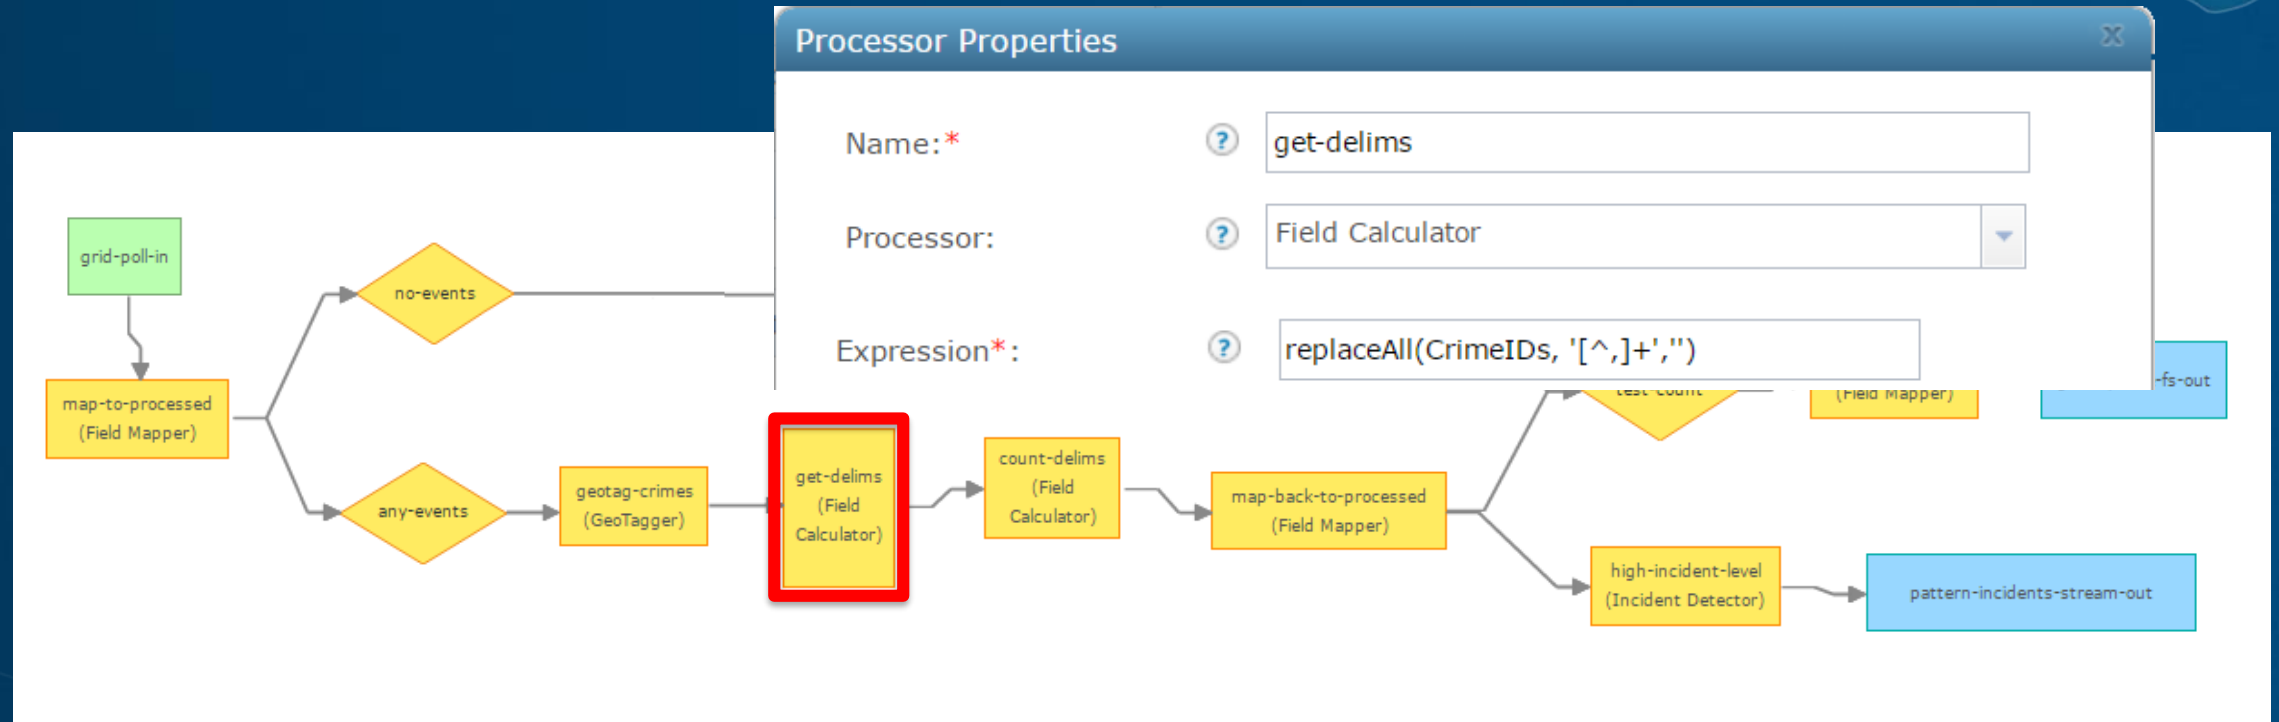 Processor Properties
x
Name:*
?
get-delims
Processor:
?
Field Calculator
Expression*:
?
replaceAll(CrimeIDs, '[^,]+','')
grid-poll-in
map-to-processed
(Field Mapper)
no-events
any-events
geotag-crimes
(GeoTagger)
get-delims
(Field
Calculator)
count-delims
(Field
Calculator)
map-back-to-processed
(Field Mapper)
test-count
(Field Mapper)
-fs-out
high-incident-level
(Incident Detector)
pattern-incidents-stream-out